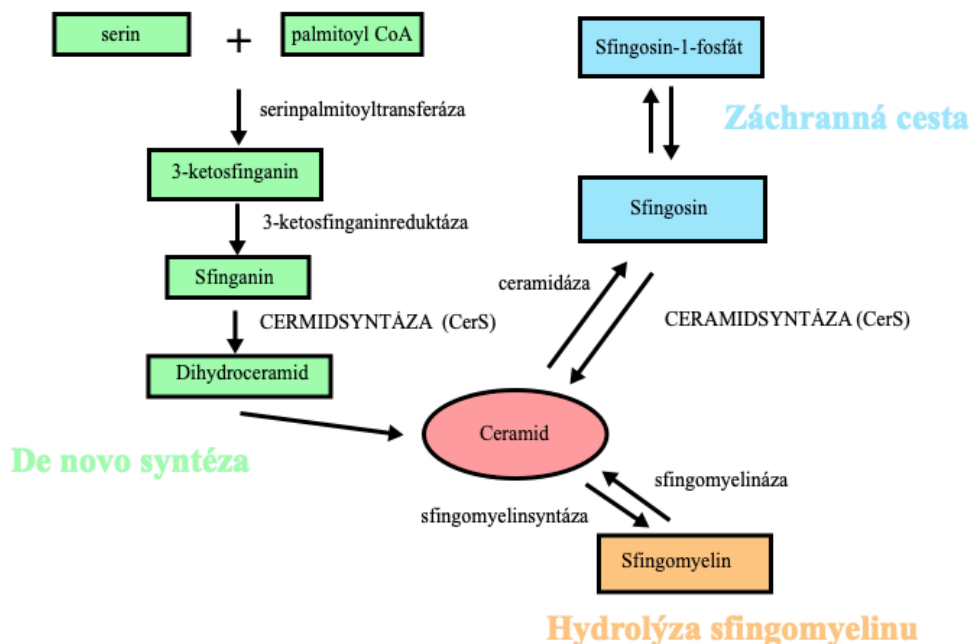 serin
+
palmitoyl CoA
serinpalmitoyltransferáza
3-ketosfinganin
3-ketosfinganinreduktáza
Sfinganin
CERMIDSYNTÁZA (CerS)
Dihydroceramid
De novo syntéza
Sfingosin-1-fosfát
Záchranná cesta
Sfingosin
ceramidáza
CERAMIDSYNTÁZA (CerS)
Ceramid
sfingomyelináza
sfingomyelinsyntáza
Sfingomyelin
Hydrolýza sfingomyelinu